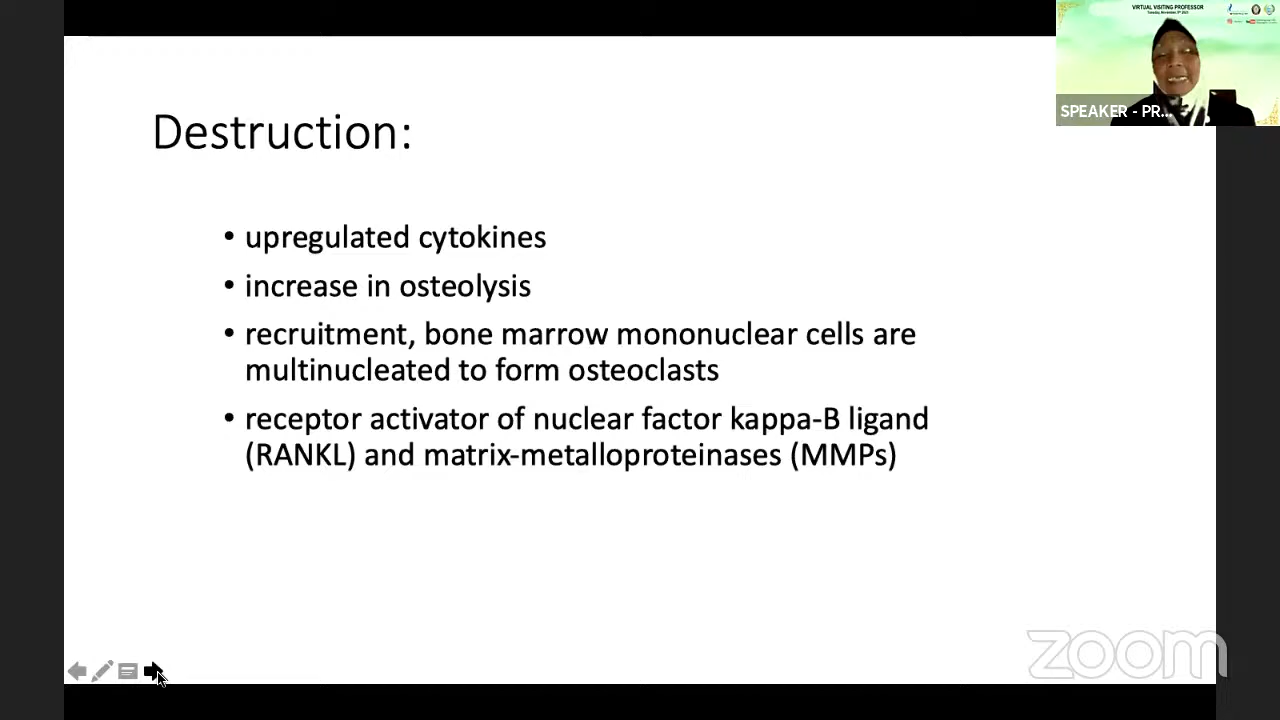 VIRTUAL VISITING PROFESSOR
SPEAKER - PR...
Destruction:
• upregulated cytokines
• increase in osteolysis
• recruitment, bone marrow mononuclear cells are
multinucleated to form osteoclasts
• receptor activator of nuclear factor kappa-B ligand
(RANKL) and matrix-metalloproteinases (MMPs)
zoom